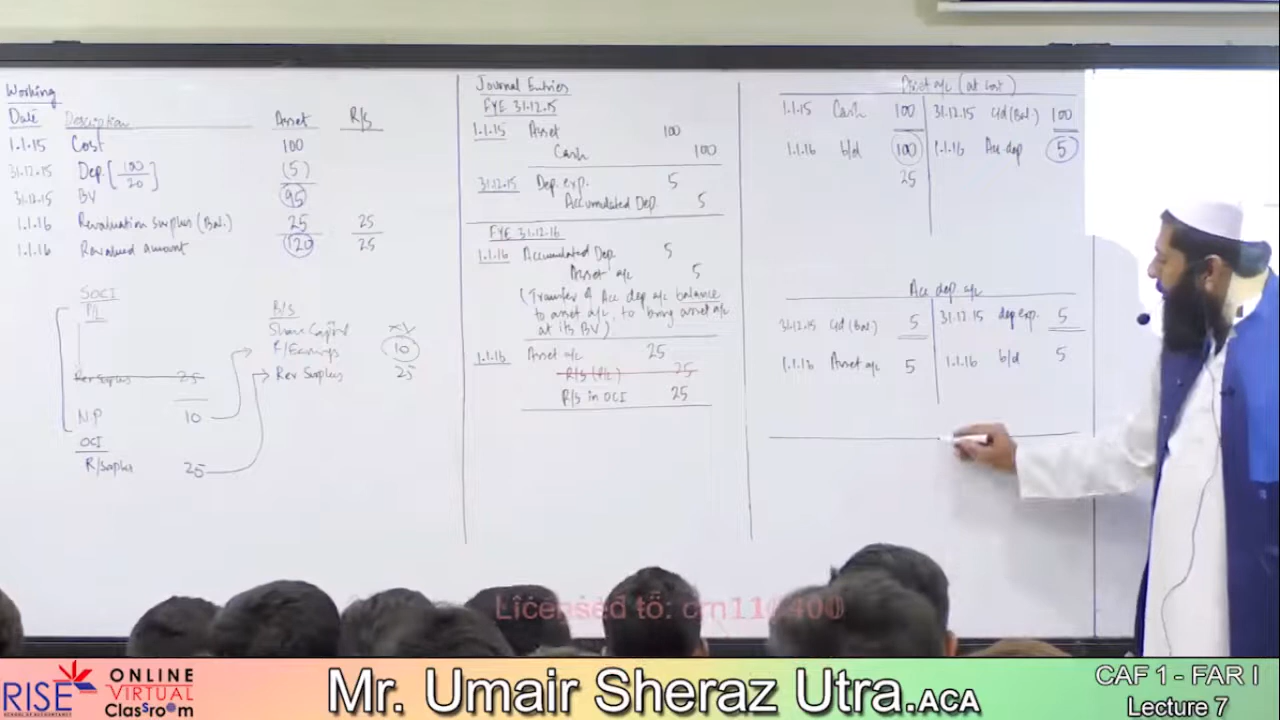 Working
Date Description Asset R/S
1.1.15 Cost 100
31.12.15 Dep. [100/20] (5)
31.12.15 BV 95
1.1.16 Revaluation Surplus (Bal.) 25 25
1.1.16 Revalued amount 120 25
SOCI
P/L
Rev Surplus 25
N.P 10
OCI
R/Surplus 25
B/S
Share Capital XX
R/Earnings 10
Rev Surplus 25
Journal Entries
FYE 31.12.15
1.1.15 Asset 100
Cash 100
31.12.15 Dep. exp. 5
Accumulated Dep. 5
FYE 31.12.16
1.1.16 Accumulated Dep. 5
Asset a/c 5
(Transfer of Acc dep a/c balance
to asset a/c, to bring asset a/c
at its BV)
1.1.16 Asset a/c 25
R/S (P/L) 25
R/S in OCI 25
Asset a/c (at cost)
1.1.15 Cash 100 31.12.15 c/d (Bal.) 100
1.1.16 b/d 100 1.1.16 Acc dep 5
25
Acc dep a/c
31.12.15 c/d (Bal.) 5 31.12.15 dep exp. 5
1.1.16 Asset a/c 5 1.1.16 b/d 5
Licensed to: crn
RISE
ONLINE
VIRTUAL
Classroom
Mr. Umair Sheraz Utra.ACA
CAF 1 - FAR I
Lecture 7